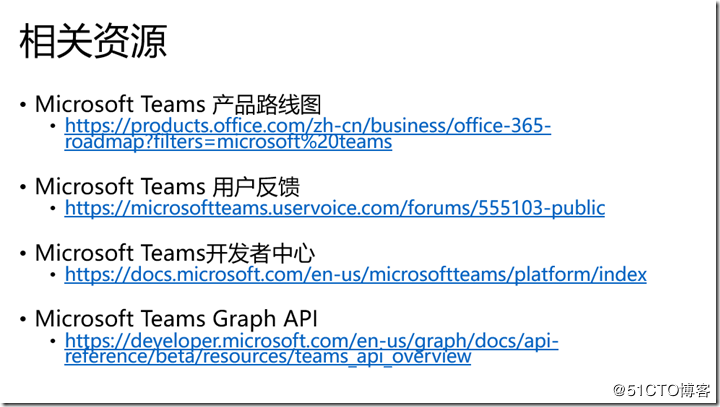 相关资源
• Microsoft Teams 产品路线图
• https://products.office.com/zh-cn/business/office-365-
roadmap?filters=microsoft%20teams
• Microsoft Teams 用户反馈
• https://microsoftteams.uservoice.com/forums/555103-public
• Microsoft Teams开发者中心
• https://docs.microsoft.com/en-us/microsoftteams/platform/index
• Microsoft Teams Graph API
• https://developer.microsoft.com/en-us/graph/docs/api-
reference/beta/resources/teams_api_overview
@51CTO博客